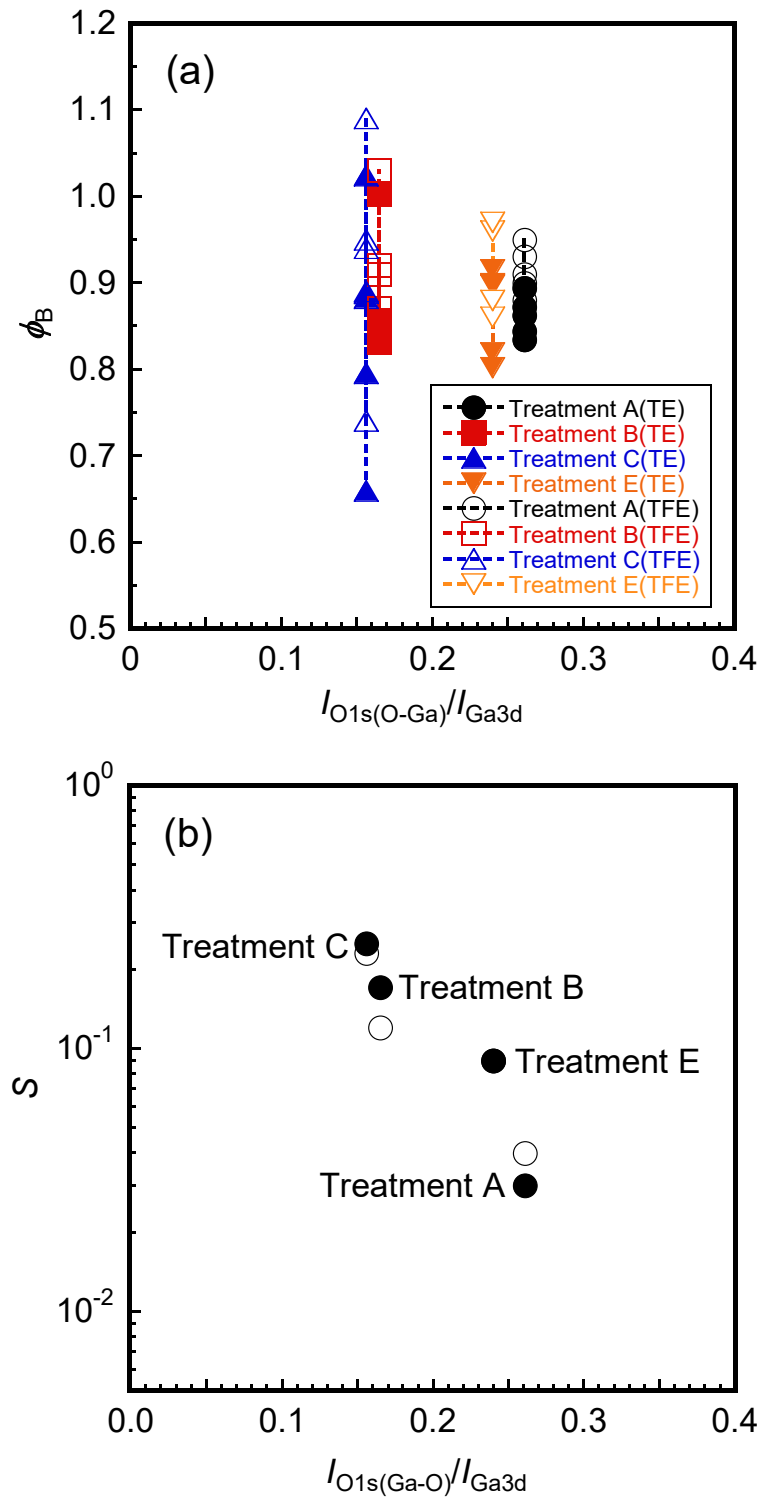 1.2
(a)
1.1
1.0
0.9
ϕB
0.8
Treatment A(TE)
Treatment B(TE)
0.7
Treatment C(TE)
Treatment E(TE)
Treatment A(TFE)
0.6
Treatment B(TFE)
Treatment C(TFE)
Treatment E(TFE)
0.5
0 0.1 0.2 0.3 0.4
IO1s(O-Ga)/IGa3d
10^0
(b)
Treatment C
Treatment B
10^-1
Treatment E
S
Treatment A
10^-2
0.0 0.1 0.2 0.3 0.4
IO1s(Ga-O)/IGa3d